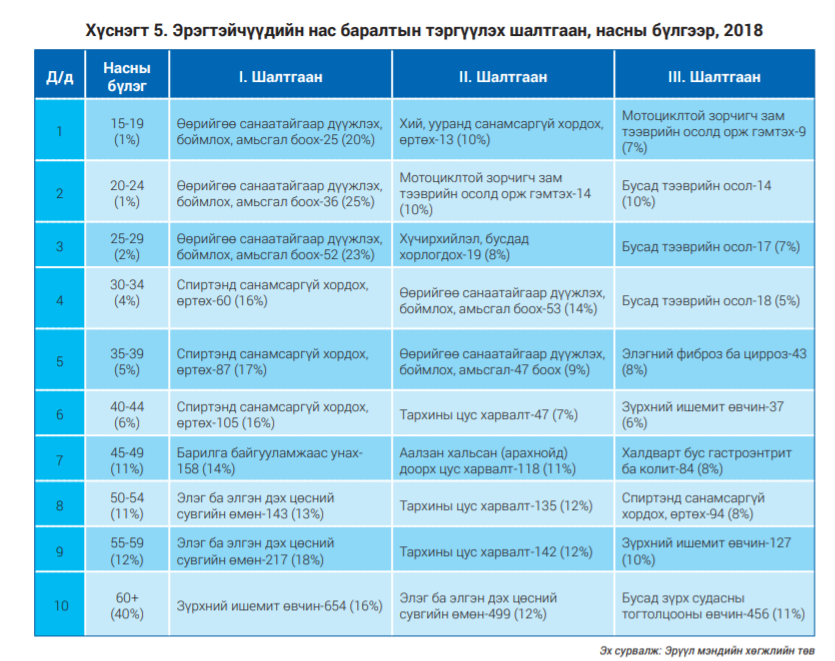 Хүснэгт 5. Эрэгтэйчүүдийн нас баралтын тэргүүлэх шалтгаан, насны бүлгээр, 2018
Д/д
Насны
бүлэг
I. Шалтгаан
II. Шалтгаан
III. Шалтгаан
1
15-19
(1%)
Өөрийгөө санаатайгаар дүүжлэх,
боймлох, амьсгал боох-25 (20%)
Хий, ууранд санамсаргүй хордох,
өртөх-13 (10%)
Мотоциклтой зорчигч зам
тээврийн осолд орж гэмтэх-9
(7%)
2
20-24
(1%)
Өөрийгөө санаатайгаар дүүжлэх,
боймлох, амьсгал боох-36 (25%)
Мотоциклтой зорчигч зам
тээврийн осолд орж гэмтэх-14
(10%)
Бусад тээврийн осол-14
(10%)
3
25-29
(2%)
Өөрийгөө санаатайгаар дүүжлэх,
боймлох, амьсгал боох-52 (23%)
Хүчирхийлэл, бусдад
хорлогдох-19 (8%)
Бусад тээврийн осол-17 (7%)
4
30-34
(4%)
Спиртэнд санамсаргүй хордох,
өртөх-60 (16%)
Өөрийгөө санаатайгаар дүүжлэх,
боймлох, амьсгал боох-53 (14%)
Бусад тээврийн осол-18 (5%)
5
35-39
(5%)
Спиртэнд санамсаргүй хордох,
өртөх-87 (17%)
Өөрийгөө санаатайгаар дүүжлэх,
боймлох, амьсгал-47 боох (9%)
Элэгний фиброз ба цирроз-43
(8%)
6
40-44
(6%)
Спиртэнд санамсаргүй хордох,
өртөх-105 (16%)
Тархины цус харвалт-47 (7%)
Зүрхний ишемит өвчин-37
(6%)
7
45-49
(11%)
Барилга байгууламжаас унах-
158 (14%)
Аалзан хальсан (арахнойд)
доорх цус харвалт-118 (11%)
Халдварт бус гастроэнтрит
ба колит-84 (8%)
8
50-54
(11%)
Элэг ба элгэн дэх цөсний
сувгийн өмөн-143 (13%)
Тархины цус харвалт-135 (12%)
Спиртэнд санамсаргүй
хордох, өртөх-94 (8%)
9
55-59
(12%)
Элэг ба элгэн дэх цөсний
сувгийн өмөн-217 (18%)
Тархины цус харвалт-142 (12%)
Зүрхний ишемит өвчин-127
(10%)
10
60+
(40%)
Зүрхний ишемит өвчин-654 (16%)
Элэг ба элгэн дэх цөсний
сувгийн өмөн-499 (12%)
Бусад зүрх судасны
тогтолцооны өвчин-456 (11%)
Эх сурвалж: Эрүүл мэндийн хөгжлийн төв